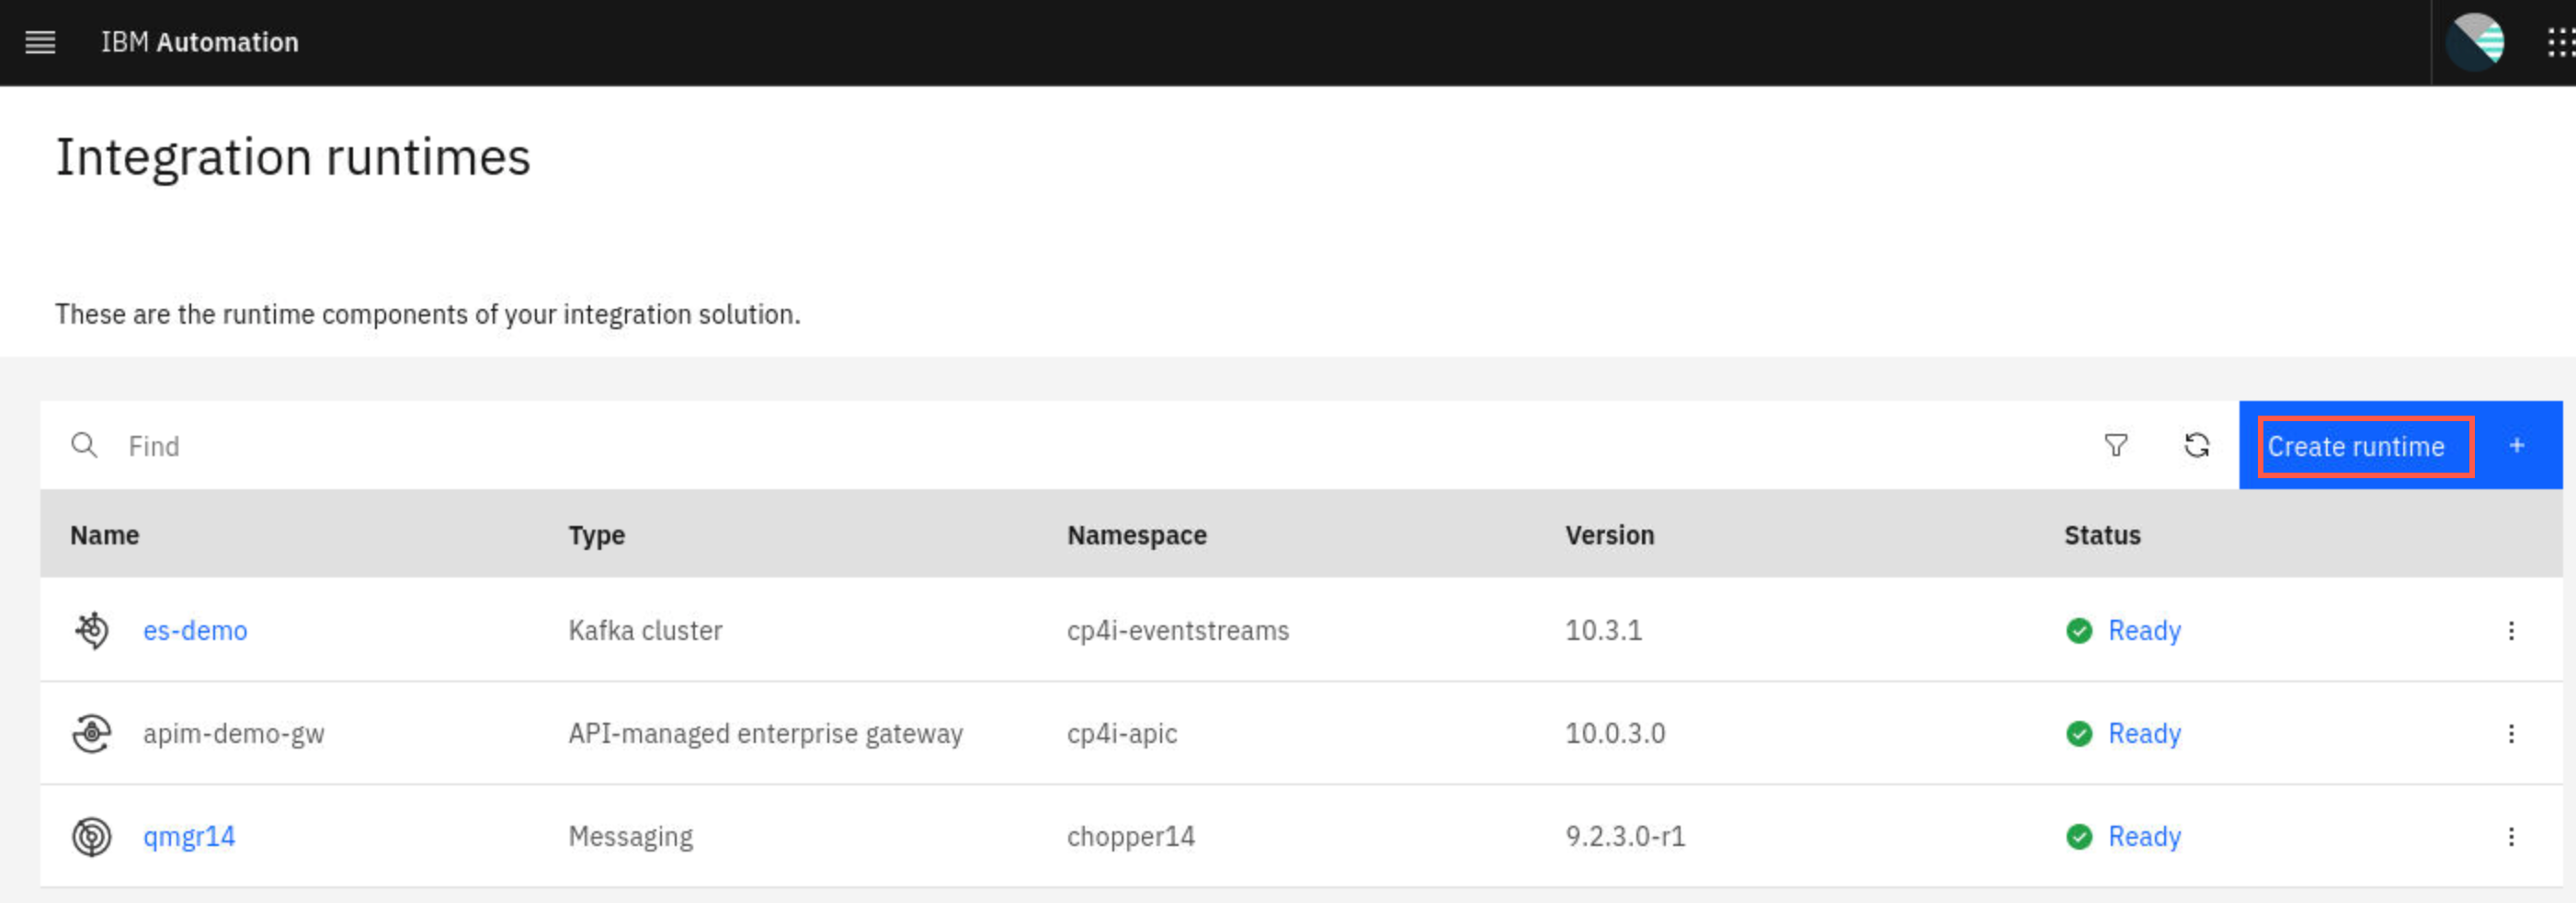 IBM Automation
Integration runtimes
These are the runtime components of your integration solution.
Find
Create runtime +
Name Type Namespace Version Status
es-demo Kafka cluster cp4i-eventstreams 10.3.1 Ready
apim-demo-gw API-managed enterprise gateway cp4i-apic 10.0.3.0 Ready
qmgr14 Messaging chopper14 9.2.3.0-r1 Ready